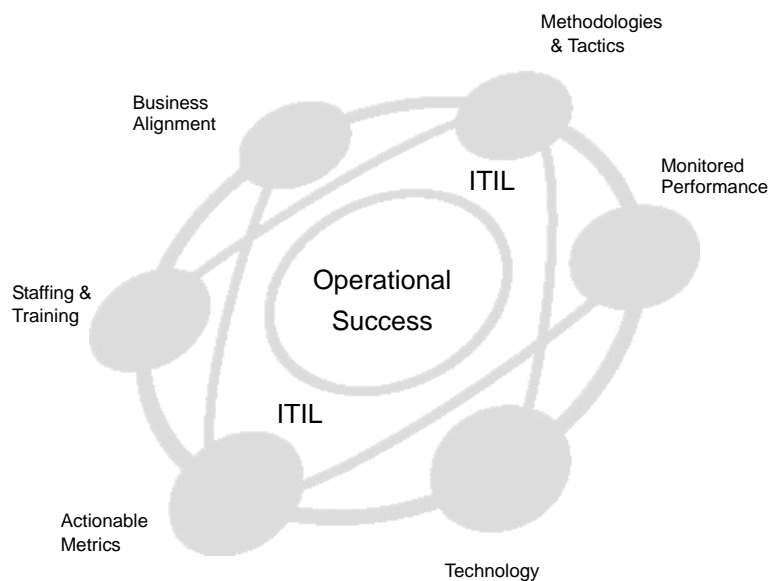 Methodologies
& Tactics
Business
Alignment
Monitored
Performance
ITIL
Operational
Success
Staffing &
Training
ITIL
Actionable
Metrics
Technology